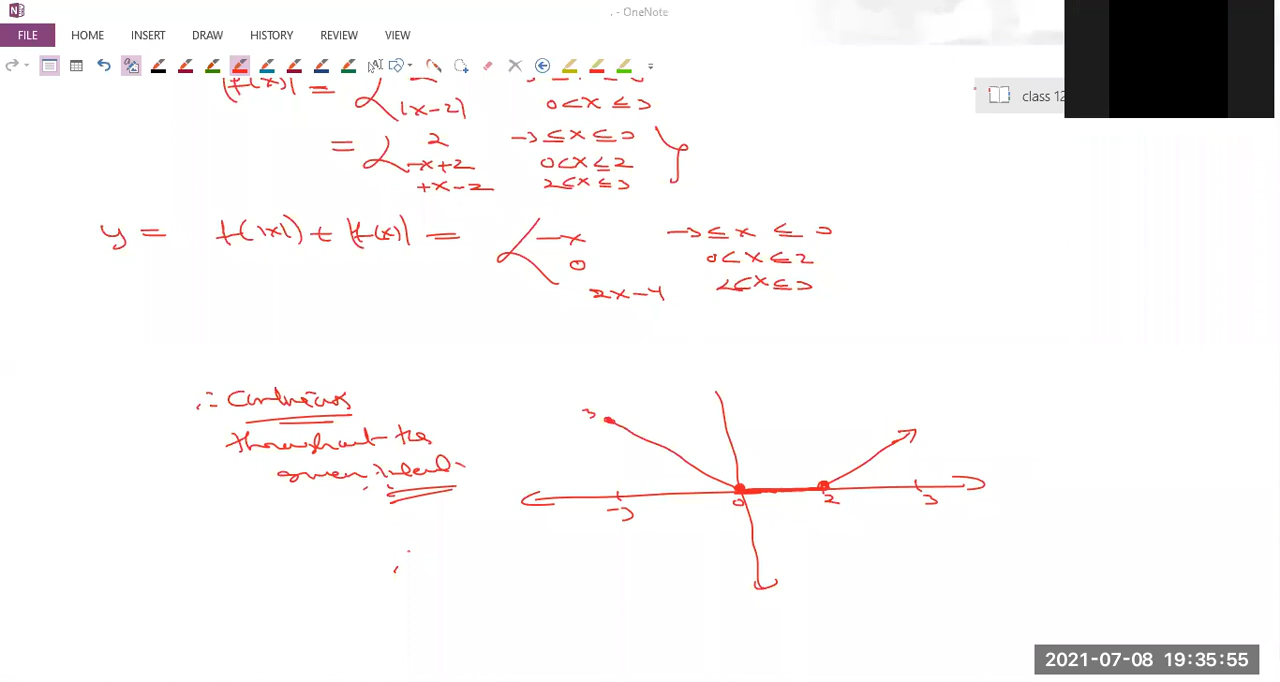 . - OneNote
FILE HOME INSERT DRAW HISTORY REVIEW VIEW
class 12
|f(x)| =
|x-2| 0<x≤3
= 2 -3≤x≤0
-x+2 0<x≤2
+x-2 2<x≤3
y = f(|x|) + |f(x)| = -x -3≤x≤0
0 0<x≤2
2x-4 2<x≤3
∴ Continuous
throughout the
given interval
3
-3 0 2 3
∴
2021-07-08 19:35:55